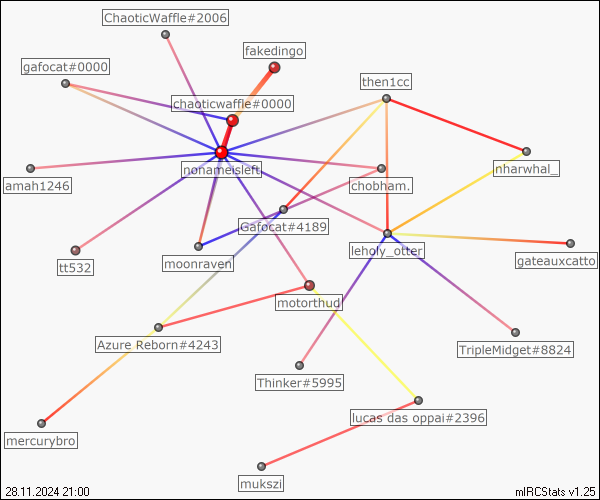 ChaoticWaffle#2006
fakedingo
gafocat#0000
then1cc
chaoticwaffle#0000
nonameisleft
nharwhal_
amah1246
chobham.
Gafocat#4189
leholy_otter
gateauxcatto
moonraven
tt532
motorthud
Azure Reborn#4243
TripleMidget#8824
Thinker#5995
lucas das oppai#2396
mercurybro
mukszi
28.11.2024 21:00
mIRCStats v1.25